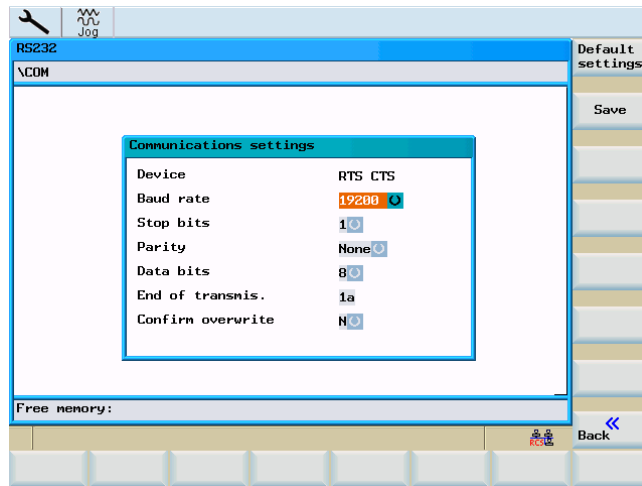 Jog
RS232
Default
settings
\COM
Save
Communications settings
Device RTS CTS
Baud rate 19200
Stop bits 1
Parity None
Data bits 8
End of transmis. 1a
Confirm overwrite N
Free memory:
RCS
« Back